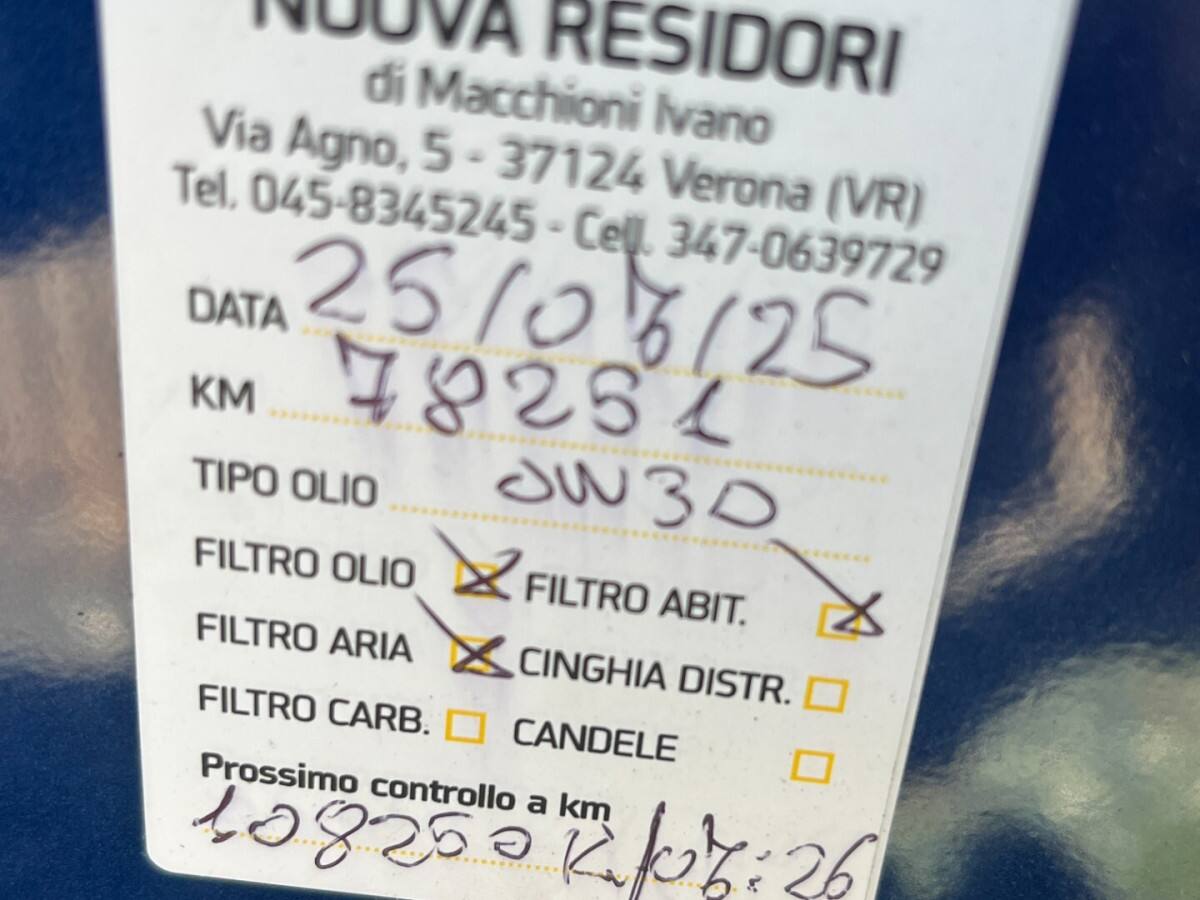 NUOVA RESIDORI
di Macchioni Ivano
Via Agno, 5 - 37124 Verona (VR)
Tel. 045-8345245 - Cell. 347-0639729
DATA 25/07/25
KM 78251
TIPO OLIO 0W30
FILTRO OLIO FILTRO ABIT.
FILTRO ARIA CINGHIA DISTR.
FILTRO CARB. CANDELE
Prossimo controllo a km
108250 K/07:26